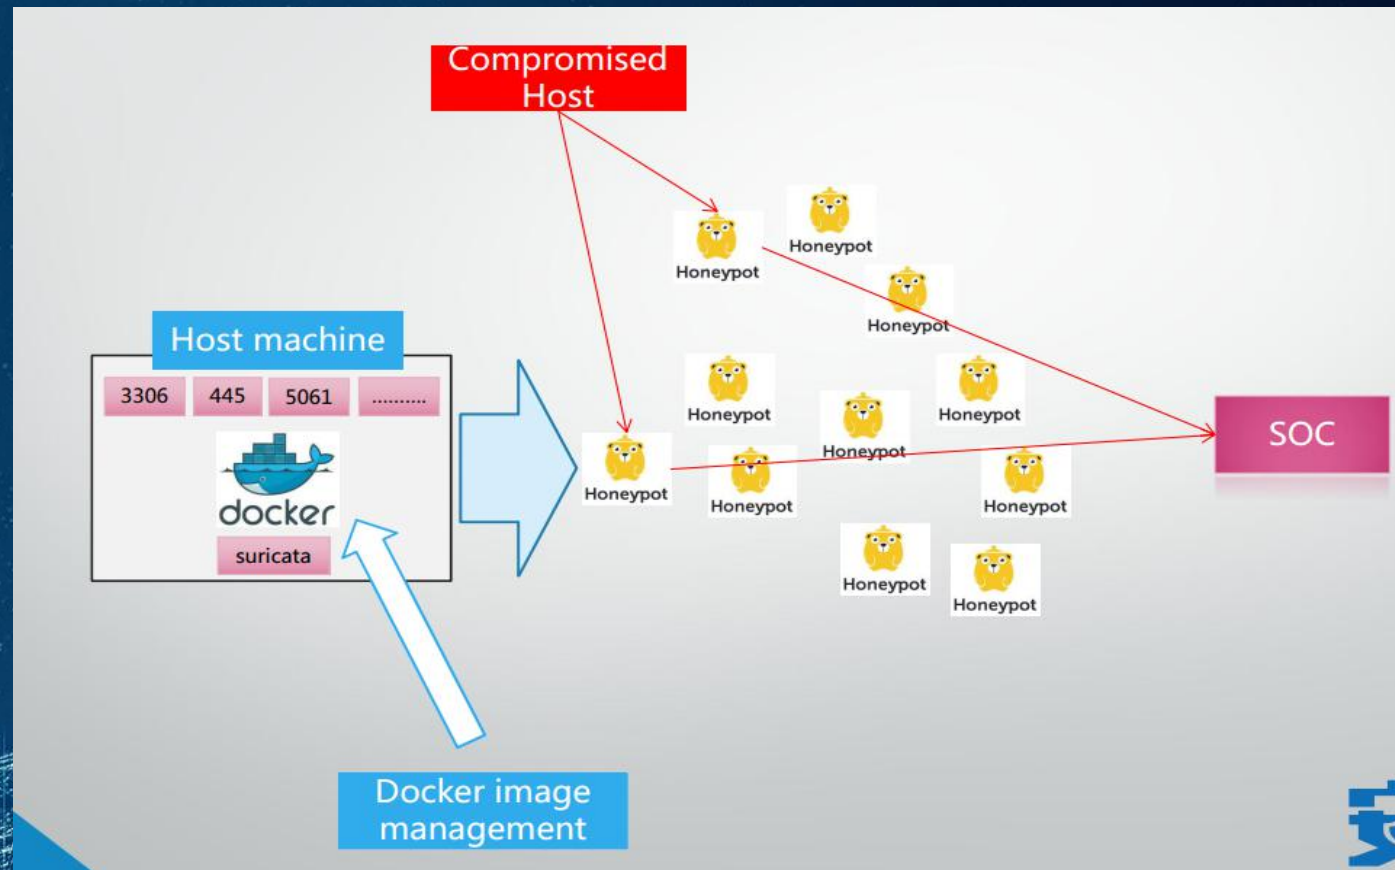 Compromised
Host
Honeypot
Honeypot
Honeypot
Host machine
3306
445
5061
..........
docker
suricata
Honeypot
Honeypot
Honeypot
Honeypot
Honeypot
Honeypot
Honeypot
Honeypot
SOC
Docker image
management